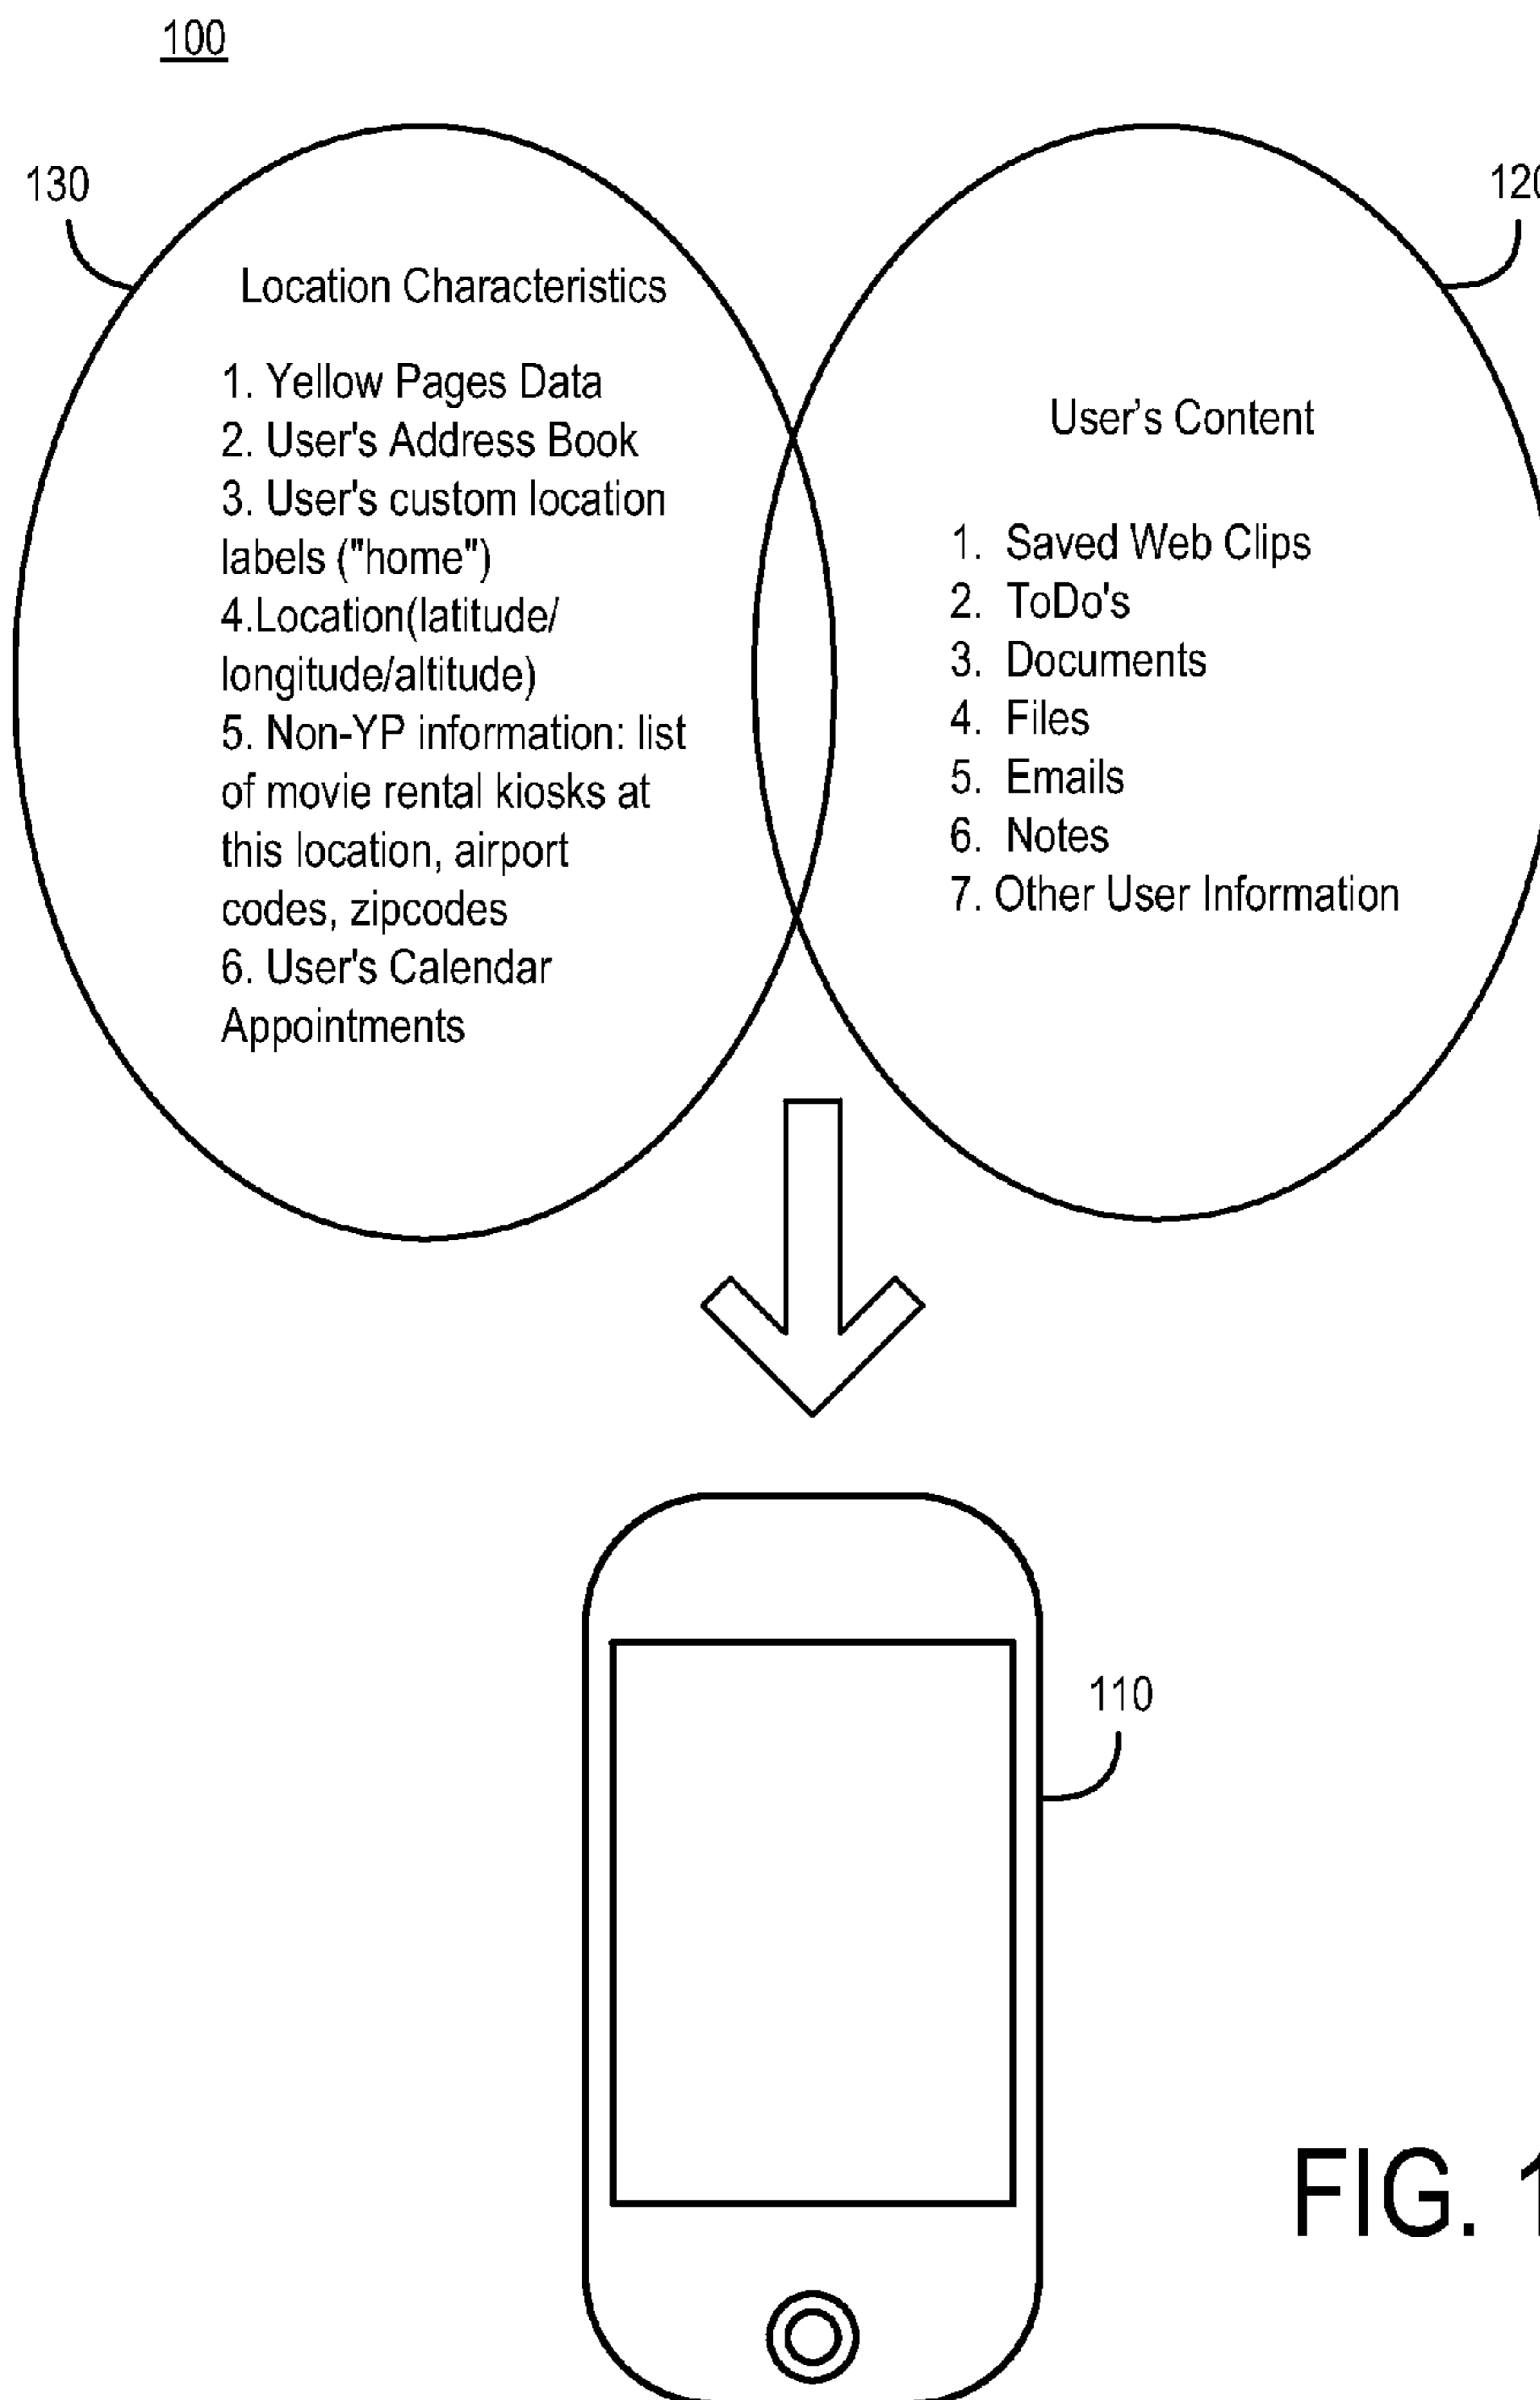 100
130
Location Characteristics
1. Yellow Pages Data
2. User's Address Book
3. User's custom location
labels ("home")
4.Location(latitude/
longitude/altitude)
5. Non-YP information: list
of movie rental kiosks at
this location, airport
codes, zipcodes
6. User's Calendar
Appointments
120
User’s Content
1. Saved Web Clips
2. ToDo's
3. Documents
4. Files
5. Emails
6. Notes
7. Other User Information
110
FIG. 1